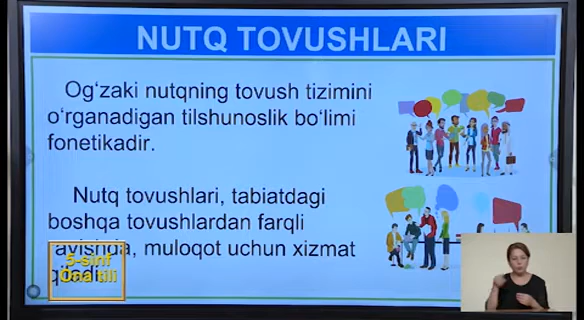 NUTQ TOVUSHLARI
Og‘zaki nutqning tovush tizimini
o‘rganadigan tilshunoslik bo‘limi
fonetikadir.
Nutq tovushlari, tabiatdagi
boshqa tovushlardan farqli
ravishda, muloqot uchun xizmat
qiladi.
5-sinf
Ona tili